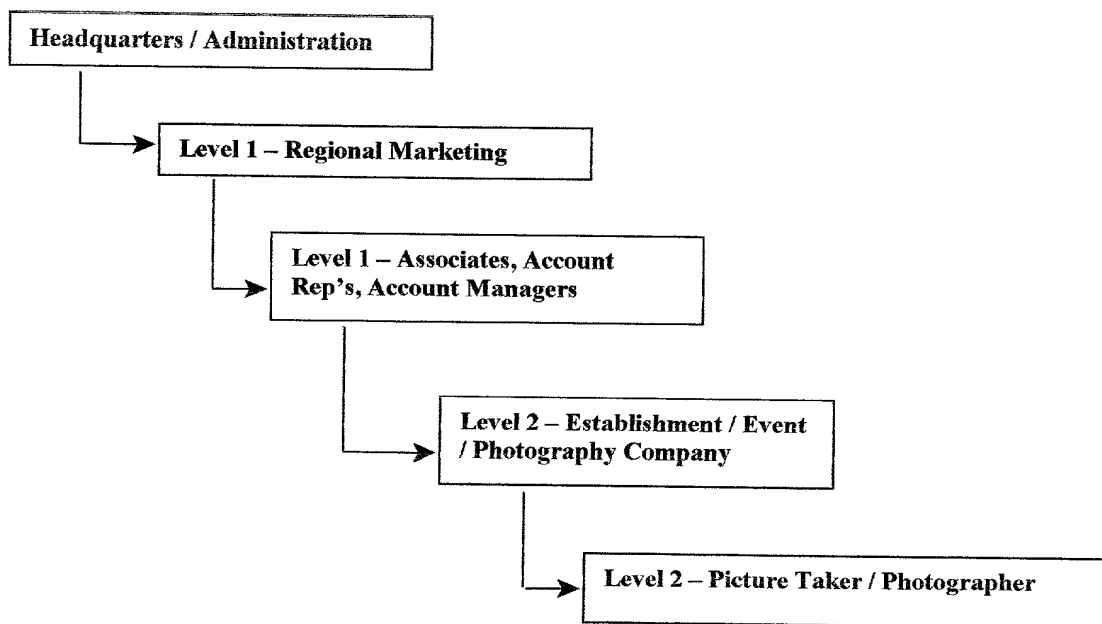 Headquarters / Administration
Level 1 – Regional Marketing
Level 1 – Associates, Account
Rep's, Account Managers
Level 2 – Establishment / Event
/ Photography Company
Level 2 – Picture Taker / Photographer